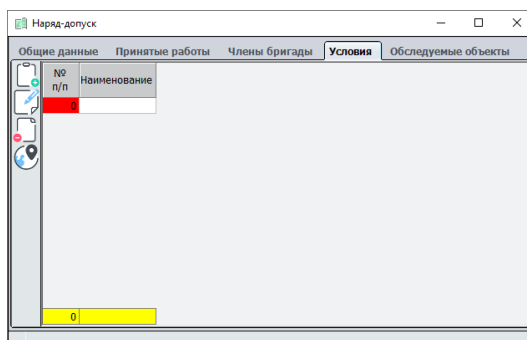 Наряд-допуск
Общие данные Принятые работы Члены бригады Условия Обследуемые объекты
№ п/п Наименование
0
0